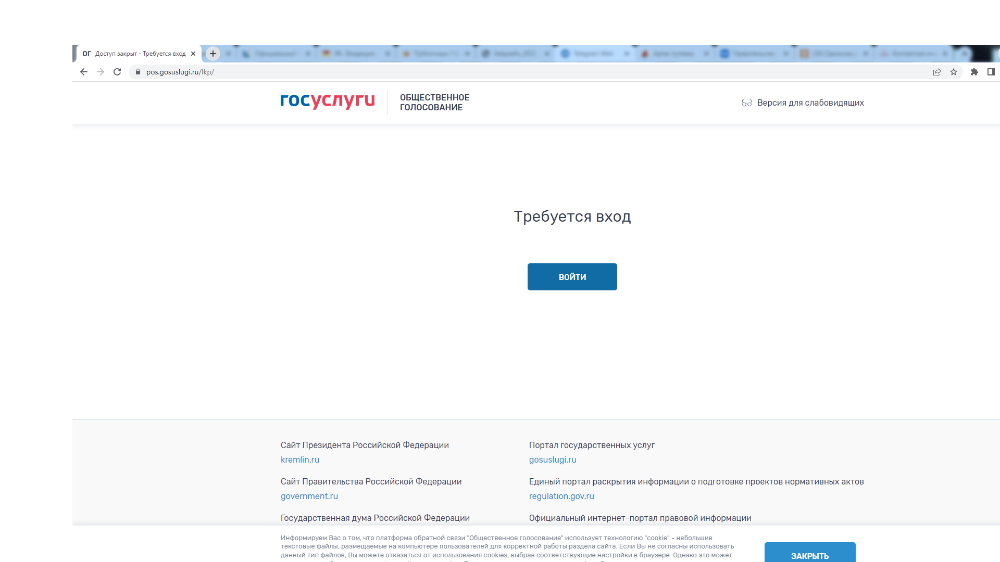 ОГ Доступ закрыт - Требуется вход
pos.gosuslugi.ru/lkp/
госуслуги
ОБЩЕСТВЕННОЕ
ГОЛОСОВАНИЕ
Версия для слабовидящих
Требуется вход
ВОЙТИ
Сайт Президента Российской Федерации
kremlin.ru
Портал государственных услуг
gosuslugi.ru
Сайт Правительства Российской Федерации
government.ru
Единый портал раскрытия информации о подготовке проектов нормативных актов
regulation.gov.ru
Государственная дума Российской Федерации
Официальный интернет-портал правовой информации
Информируем Вас о том, что платформа обратной связи "Общественное голосование" использует технологию "cookie" - небольшие
текстовые файлы, размещаемые на компьютере пользователей для корректной работы раздела сайта. Если Вы не согласны использовать
данный тип файлов, Вы можете отказаться от использования cookies, выбрав соответствующие настройки в браузере. Однако это может
ЗАКРЫТЬ